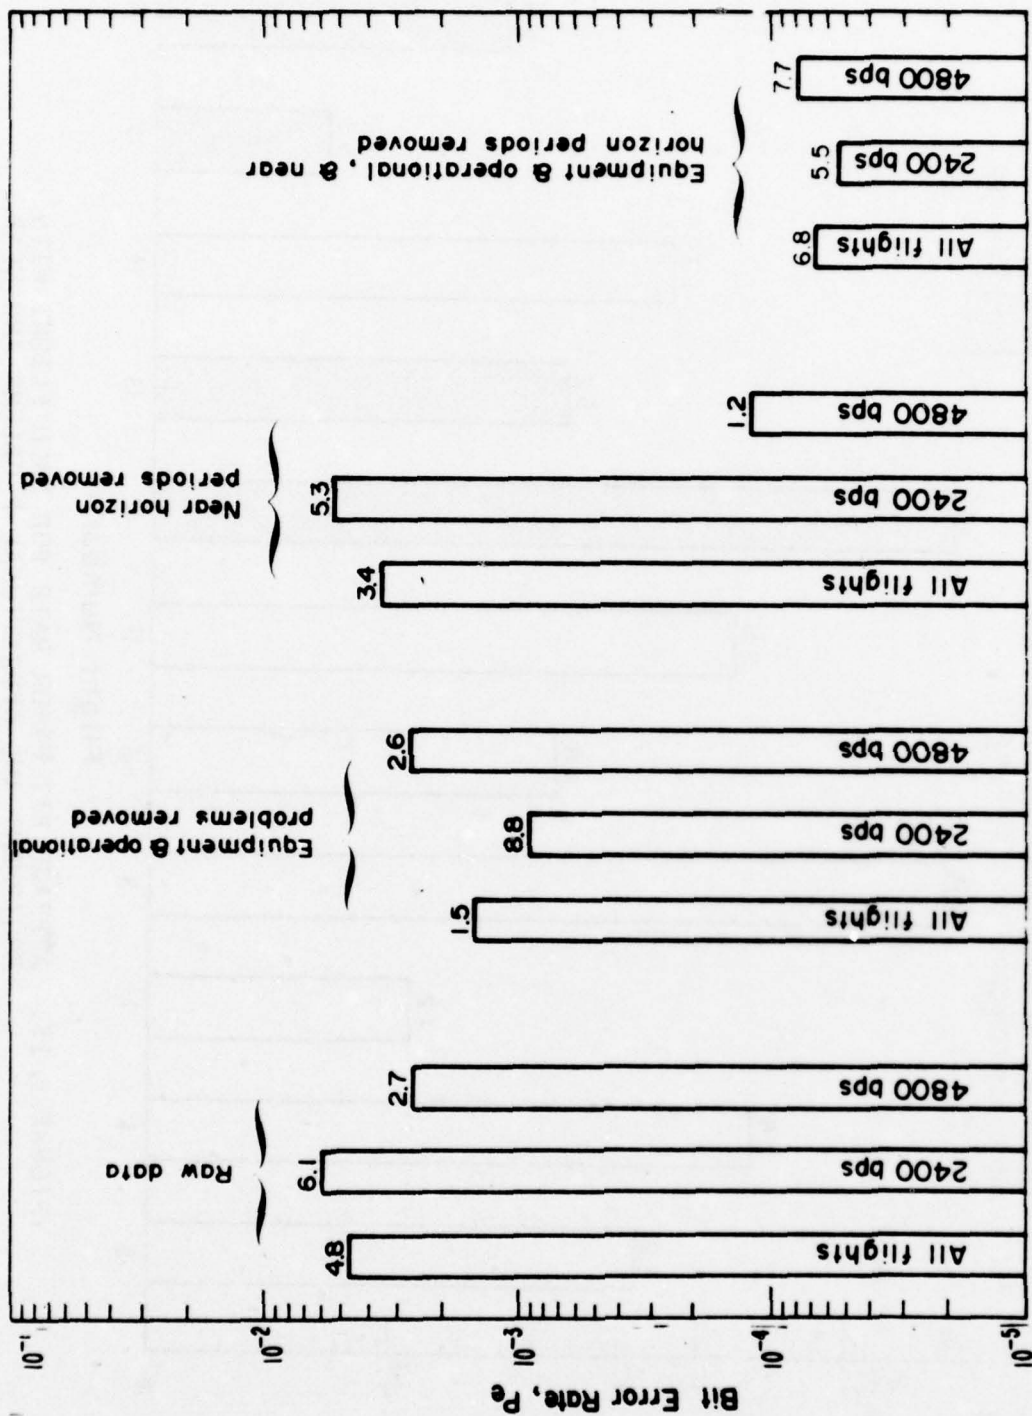 10⁻¹
10⁻²
10⁻³
10⁻⁴
10⁻⁵
Bit Error Rate, Pₑ
Raw data
4.8
6.1
2.7
All flights
2400 bps
4800 bps
Equipment & operational
problems removed
1.5
8.8
2.6
All flights
2400 bps
4800 bps
Near horizon
periods removed
3.4
5.3
1.2
All flights
2400 bps
4800 bps
Equipment & operational, & near
horizon periods removed
6.8
5.5
7.7
All flights
2400 bps
4800 bps